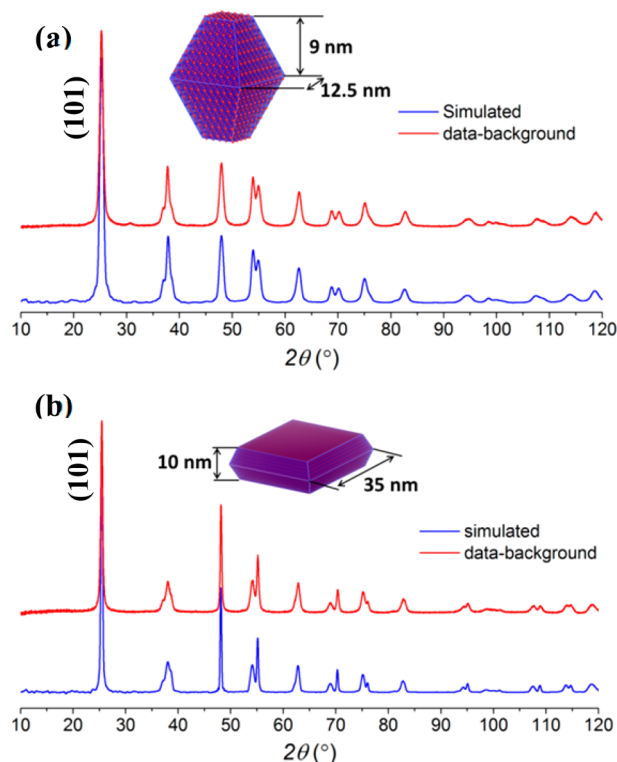 (a)
9 nm
12.5 nm
(101)
Simulated
data-background
10 20 30 40 50 60 70 80 90 100 110 120
2θ (°)
(b)
10 nm
35 nm
(101)
simulated
data-background
10 20 30 40 50 60 70 80 90 100 110 120
2θ (°)